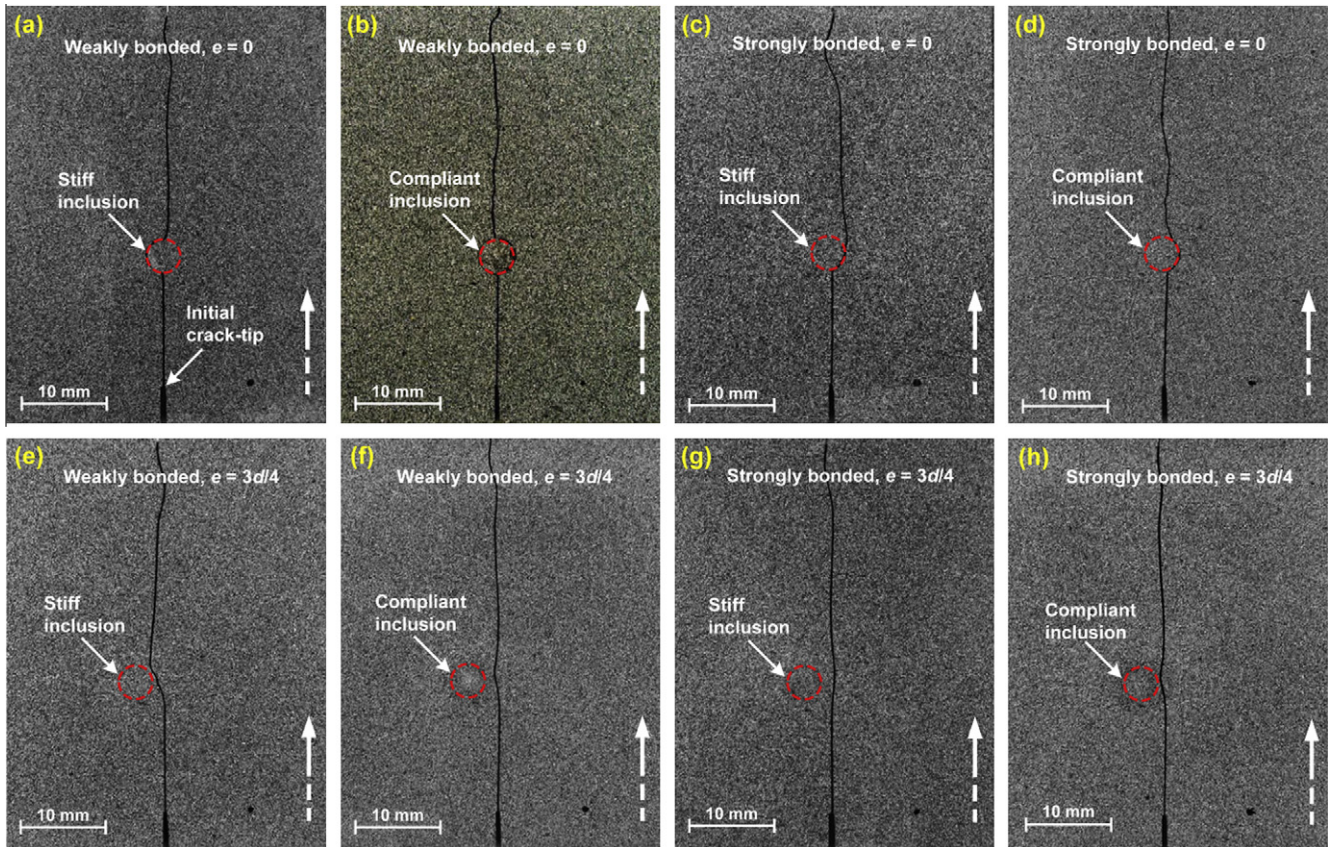 (a)
Weakly bonded, e = 0
Stiff
inclusion
Initial
crack-tip
10 mm
(b)
Weakly bonded, e = 0
Compliant
inclusion
10 mm
(c)
Strongly bonded, e = 0
Stiff
inclusion
10 mm
(d)
Strongly bonded, e = 0
Compliant
inclusion
10 mm
(e)
Weakly bonded, e = 3d/4
Stiff
inclusion
10 mm
(f)
Weakly bonded, e = 3d/4
Compliant
inclusion
10 mm
(g)
Strongly bonded, e = 3d/4
Stiff
inclusion
10 mm
(h)
Strongly bonded, e = 3d/4
Compliant
inclusion
10 mm